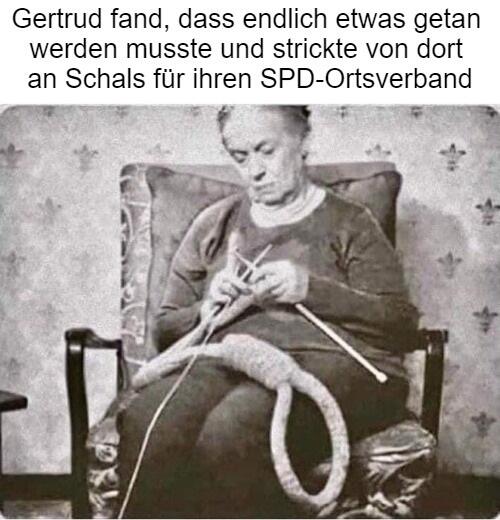 Gertrud fand, dass endlich etwas getan
werden musste und strickte von dort
an Schals für ihren SPD-Ortsverband